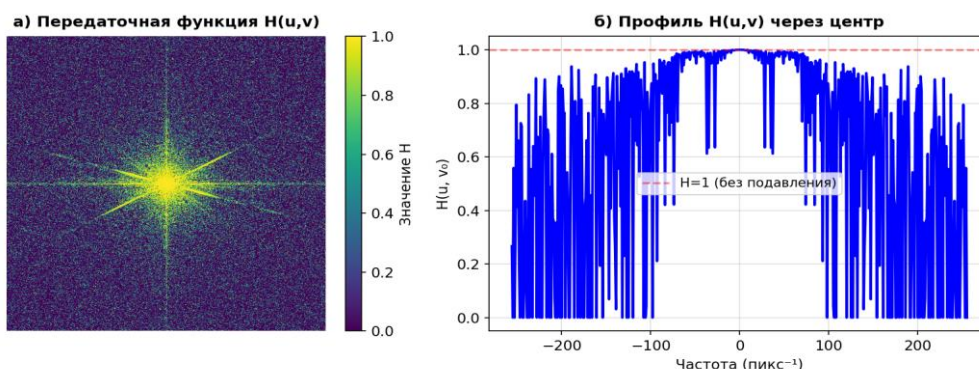 а) Передаточная функция H(u,v)
1.0
0.8
0.6
0.4
0.2
0.0
Значение H
б) Профиль H(u,v) через центр
1.0
0.8
0.6
0.4
0.2
0.0
H(u, v₀)
H=1 (без подавления)
−200 −100 0 100 200
Частота (пикс⁻¹)